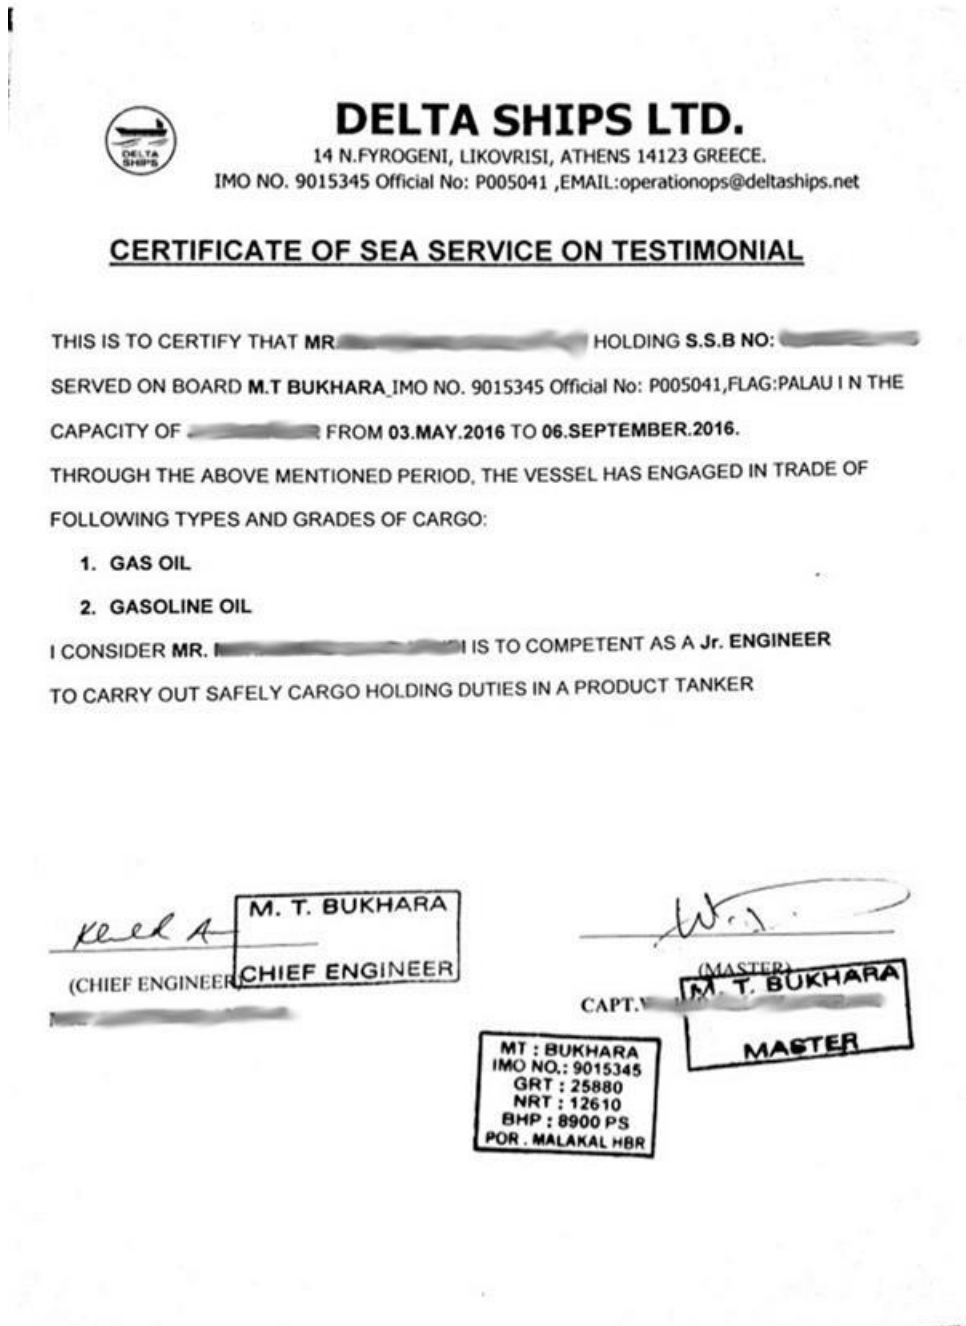 DELTA SHIPS LTD.
DELTA
SHIPS
14 N.FYROGENI, LIKOVRISI, ATHENS 14123 GREECE.
IMO NO. 9015345 Official No: P005041 ,EMAIL:operationops@deltaships.net
CERTIFICATE OF SEA SERVICE ON TESTIMONIAL
THIS IS TO CERTIFY THAT MR HOLDING S.S.B NO:
SERVED ON BOARD M.T BUKHARA IMO NO. 9015345 Official No: P005041,FLAG:PALAU I N THE
CAPACITY OF FROM 03.MAY.2016 TO 06.SEPTEMBER.2016.
THROUGH THE ABOVE MENTIONED PERIOD, THE VESSEL HAS ENGAGED IN TRADE OF
FOLLOWING TYPES AND GRADES OF CARGO:
1. GAS OIL
2. GASOLINE OIL
I CONSIDER MR. IS TO COMPETENT AS A Jr. ENGINEER
TO CARRY OUT SAFELY CARGO HOLDING DUTIES IN A PRODUCT TANKER
M. T. BUKHARA
CHIEF ENGINEER
(CHIEF ENGINEER
(MASTER)
CAPT.
M. T. BUKHARA
MASTER
MT : BUKHARA
IMO NO.: 9015345
GRT : 25880
NRT : 12610
BHP : 8900 PS
POR . MALAKAL HBR